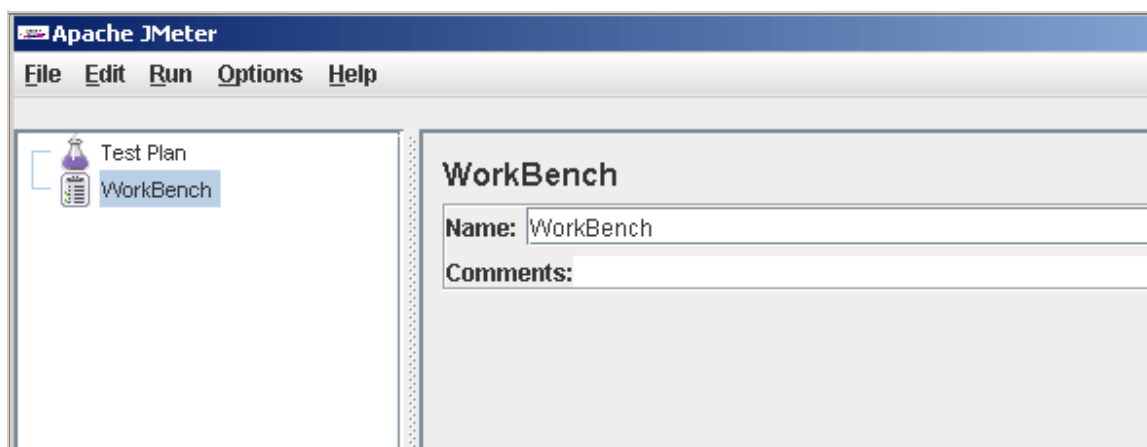 Apache JMeter
File Edit Run Options Help
Test Plan
WorkBench
WorkBench
Name: WorkBench
Comments: